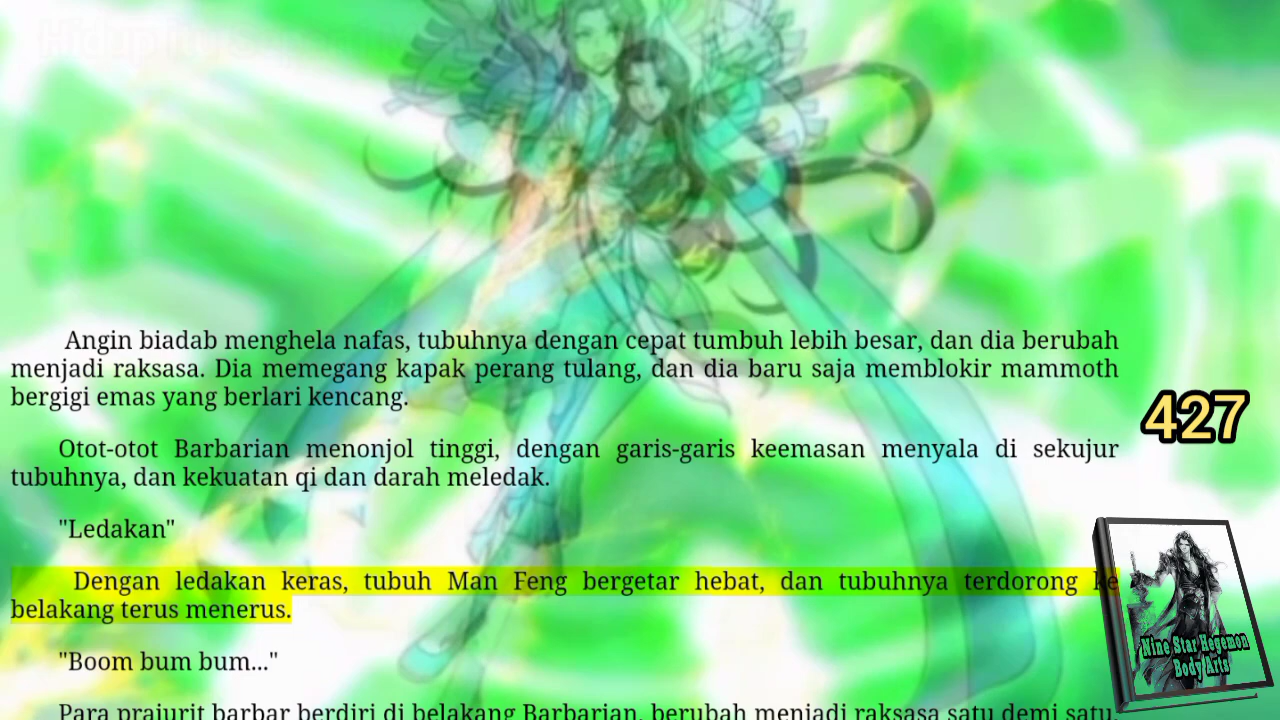 Angin biadab menghela nafas, tubuhnya dengan cepat tumbuh lebih besar, dan dia berubah
menjadi raksasa. Dia memegang kapak perang tulang, dan dia baru saja memblokir mammoth
bergigi emas yang berlari kencang.
Otot-otot Barbarian menonjol tinggi, dengan garis-garis keemasan menyala di sekujur
tubuhnya, dan kekuatan qi dan darah meledak.
"Ledakan"
Dengan ledakan keras, tubuh Man Feng bergetar hebat, dan tubuhnya terdorong ke
belakang terus menerus.
"Boom bum bum..."
Para prajurit barbar berdiri di belakang Barbarian, berubah menjadi raksasa satu demi satu,
427
Nine Star Hegemon
Body Arts